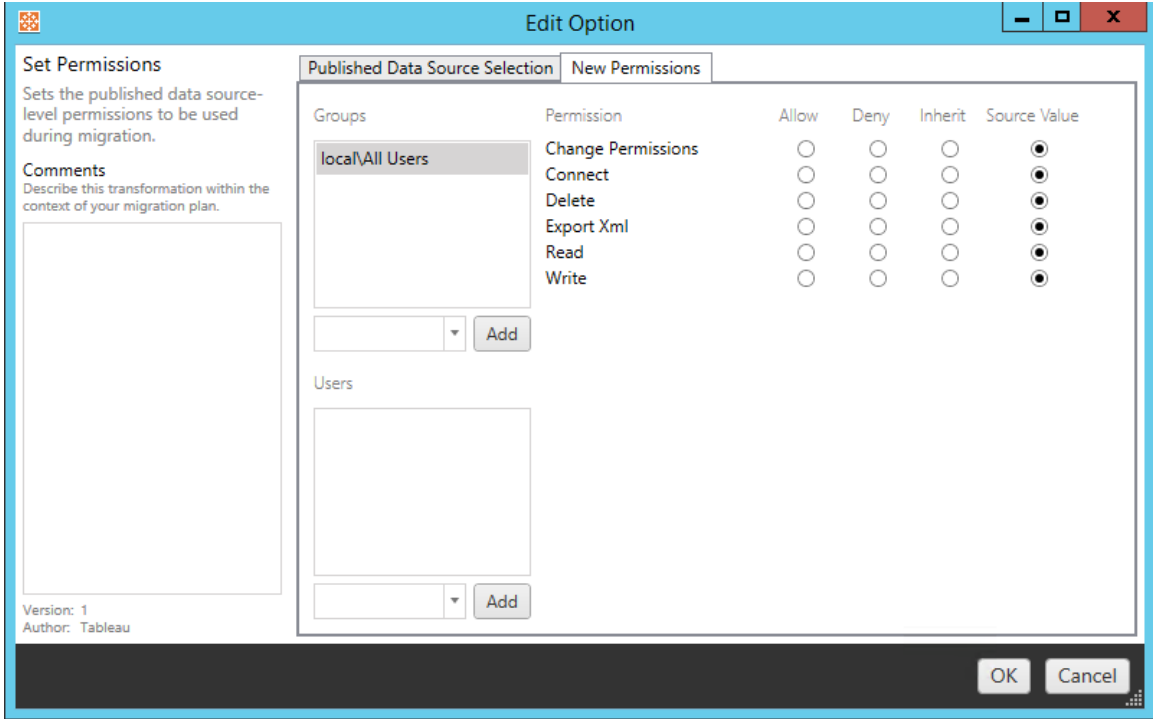 Edit Option
Set Permissions
Sets the published data source-
level permissions to be used
during migration.
Comments
Describe this transformation within the
context of your migration plan.
Version: 1
Author: Tableau
Published Data Source Selection
New Permissions
Groups
local\All Users
Add
Users
Add
Permission Allow Deny Inherit Source Value
Change Permissions
Connect
Delete
Export Xml
Read
Write
OK
Cancel